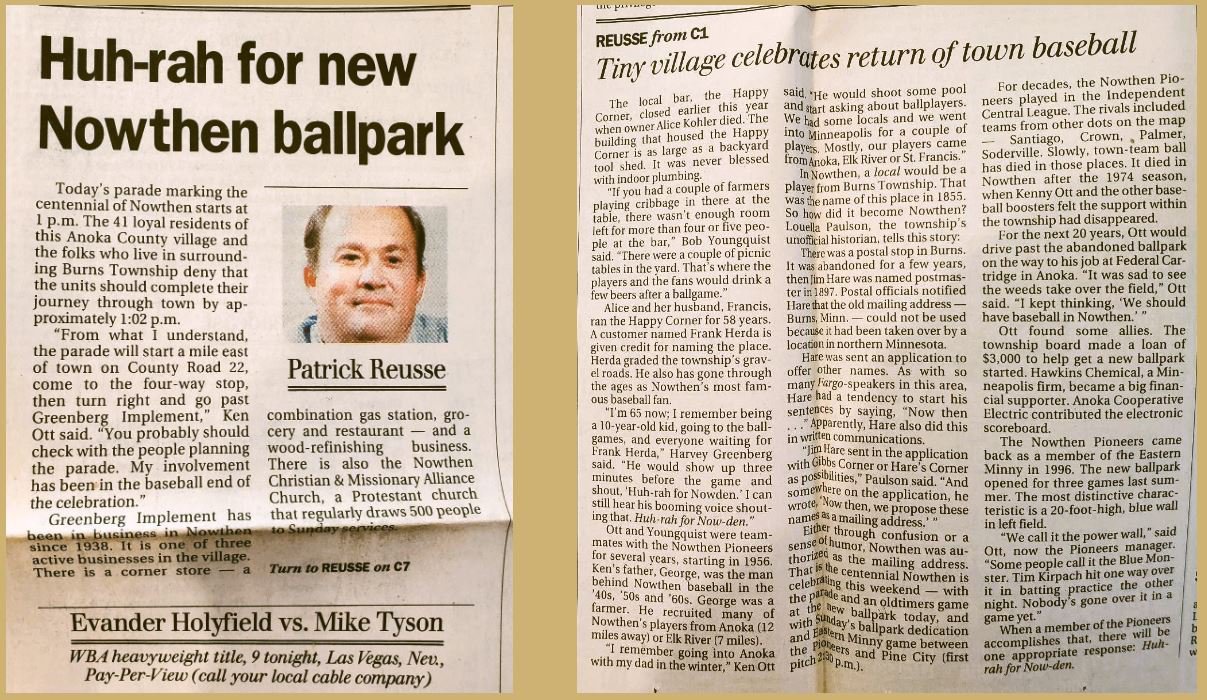 Huh-rah for new
Nowthen ballpark
Today's parade marking the
centennial of Nowthen starts at
1 p.m. The 41 loyal residents of
this Anoka County village and
the folks who live in surround-
ing Burns Township deny that
the units should complete their
journey through town by ap-
proximately 1:02 p.m.
"From what I understand,
the parade will start a mile east
of town on County Road 22,
come to the four-way stop,
then turn right and go past
Greenberg Implement," Ken
Ott said. "You probably should
check with the people planning
the parade. My involvement
has been in the baseball end of
the celebration."
Greenberg Implement has
been in business in Nowthen
since 1938. It is one of three
active businesses in the village.
There is a corner store — a
Patrick Reusse
combination gas station, gro-
cery and restaurant — and a
wood-refinishing business.
There is also the Nowthen
Christian & Missionary Alliance
Church, a Protestant church
that regularly draws 500 people
to Sunday services.
Turn to REUSSE on C7
Evander Holyfield vs. Mike Tyson
WBA heavyweight title, 9 tonight, Las Vegas, Nev.,
Pay-Per-View (call your local cable company)
REUSSE from C1
Tiny village celebrates return of town baseball
The local bar, the Happy
Corner, closed earlier this year
when owner Alice Kohler died. The
building that housed the Happy
Corner is as large as a backyard
tool shed. It was never blessed
with indoor plumbing.
"If you had a couple of farmers
playing cribbage in there at the
table, there wasn't enough room
left for more than four or five peo-
ple at the bar," Bob Youngquist
said. "There were a couple of picnic
tables in the yard. That's where the
players and the fans would drink a
few beers after a ballgame."
Alice and her husband, Francis,
ran the Happy Corner for 58 years.
A customer named Frank Herda is
given credit for naming the place.
Herda graded the township's grav-
el roads. He also has gone through
the ages as Nowthen's most fam-
ous baseball fan.
"I'm 65 now; I remember being
a 10-year-old kid, going to the ball-
games, and everyone waiting for
Frank Herda," Harvey Greenberg
said. "He would show up three
minutes before the game and
shout, 'Huh-rah for Nowden.' I can
still hear his booming voice shout-
ing that. Huh-rah for Now-den."
Ott and Youngquist were team-
mates with the Nowthen Pioneers
for several years, starting in 1956.
Ken's father, George, was the man
behind Nowthen baseball in the
'40s, '50s and '60s. George was a
farmer. He recruited many of
Nowthen's players from Anoka (12
miles away) or Elk River (7 miles).
"I remember going into Anoka
with my dad in the winter," Ken Ott
said. "He would shoot some pool
and start asking about ballplayers.
We had some locals and we went
into Minneapolis for a couple of
players. Mostly, our players came
from Anoka, Elk River or St. Francis."
In Nowthen, a local would be a
player from Burns Township. That
was the name of this place in 1855.
So how did it become Nowthen?
Louella Paulson, the township's
unofficial historian, tells this story:
There was a postal stop in Burns.
It was abandoned for a few years,
then Jim Hare was named postmas-
ter in 1897. Postal officials notified
Hare that the old mailing address —
Burns, Minn. — could not be used
because it had been taken over by a
location in northern Minnesota.
Hare was sent an application to
offer other names. As with so
many Fargo-speakers in this area,
Hare had a tendency to start his
sentences by saying, "Now then
. . ." Apparently, Hare also did this
in written communications.
"Jim Hare sent in the application
with Gibbs Corner or Hare's Corner
as possibilities," Paulson said. "And
somewhere on the application, he
wrote, 'Now then, we propose these
names as a mailing address.' "
Either through confusion or a
sense of humor, Nowthen was au-
thorized as the mailing address.
That is the centennial Nowthen is
celebrating this weekend — with
the parade and an oldtimers game
at the new ballpark today, and
with Sunday's ballpark dedication
and Eastern Minny game between
the Pioneers and Pine City (first
pitch 2:30 p.m.).
For decades, the Nowthen Pio-
neers played in the Independent
Central League. The rivals included
teams from other dots on the map
— Santiago, Crown, Palmer,
Soderville. Slowly, town-team ball
has died in those places. It died in
Nowthen after the 1974 season,
when Kenny Ott and the other base-
ball boosters felt the support within
the township had disappeared.
For the next 20 years, Ott would
drive past the abandoned ballpark
on the way to his job at Federal Car-
tridge in Anoka. "It was sad to see
the weeds take over the field," Ott
said. "I kept thinking, 'We should
have baseball in Nowthen.' "
Ott found some allies. The
township board made a loan of
$3,000 to help get a new ballpark
started. Hawkins Chemical, a Min-
neapolis firm, became a big finan-
cial supporter. Anoka Cooperative
Electric contributed the electronic
scoreboard.
The Nowthen Pioneers came
back as a member of the Eastern
Minny in 1996. The new ballpark
opened for three games last sum-
mer. The most distinctive charac-
teristic is a 20-foot-high, blue wall
in left field.
"We call it the power wall," said
Ott, now the Pioneers manager.
"Some people call it the Blue Mon-
ster. Tim Kirpach hit one way over
it in batting practice the other
night. Nobody's gone over it in a
game yet."
When a member of the Pioneers
accomplishes that, there will be
one appropriate response: Huh-
rah for Now-den.